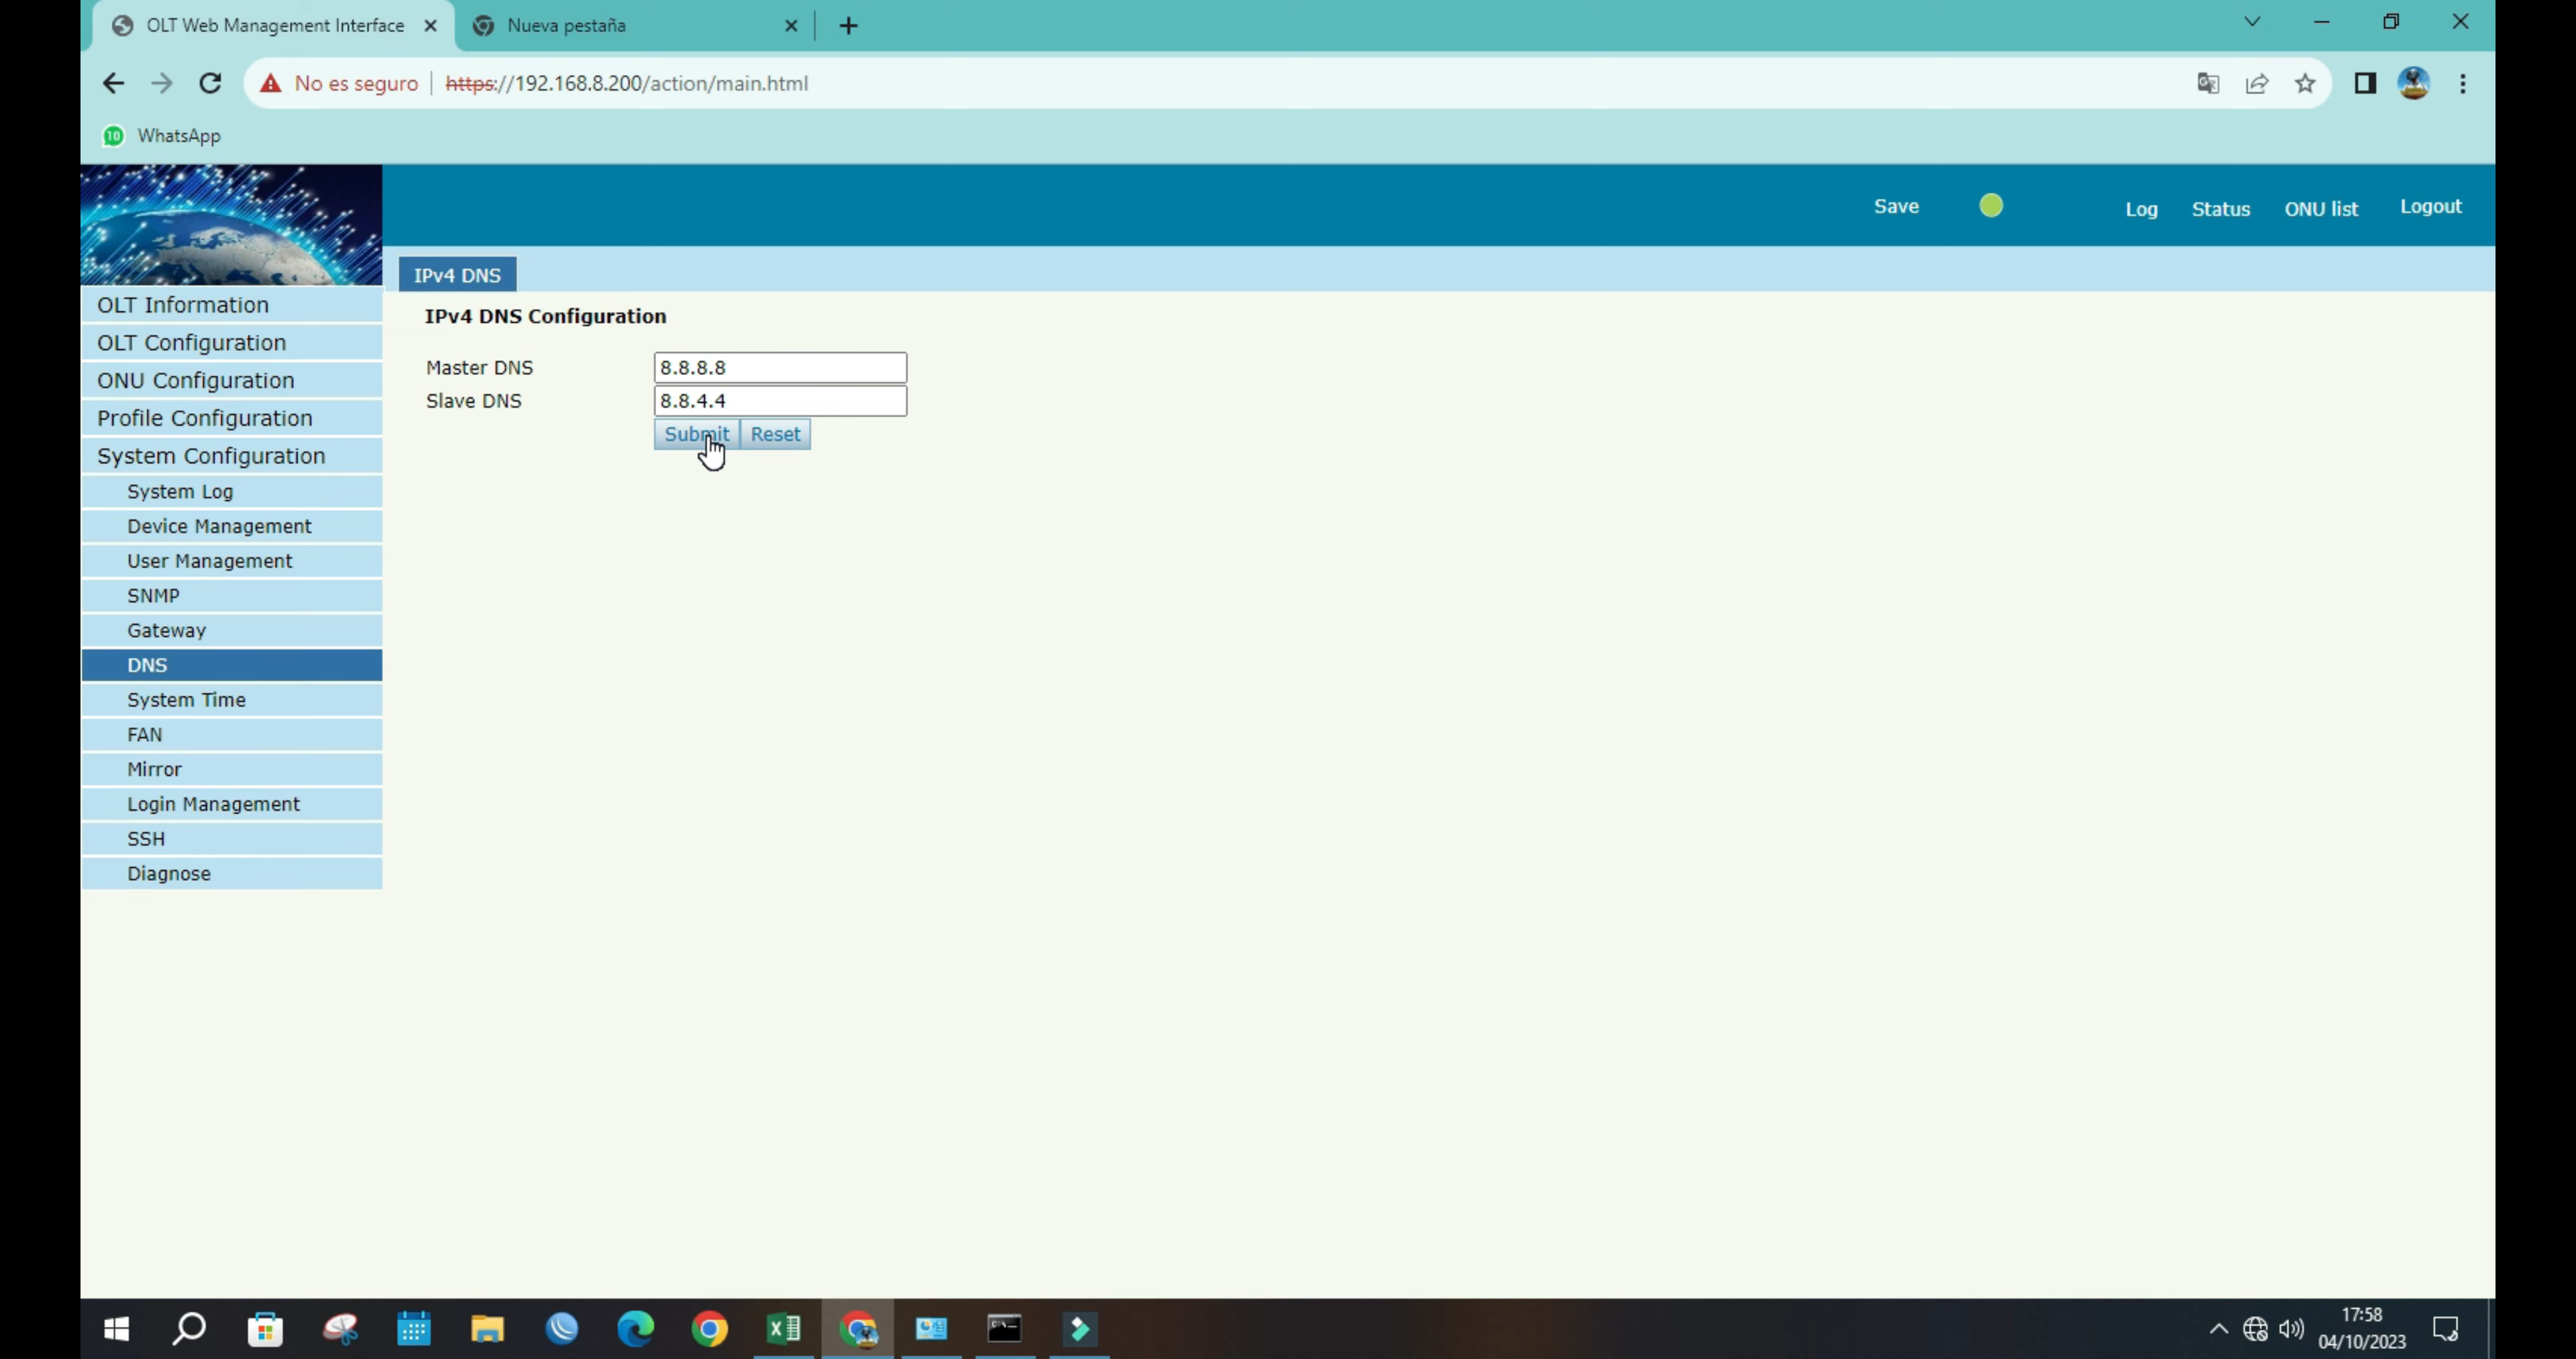 OLT Web Management Interface
Nueva pestaña
No es seguro
https://192.168.8.200/action/main.html
10
WhatsApp
Save
Log
Status
ONU list
Logout
IPv4 DNS
OLT Information
OLT Configuration
ONU Configuration
Profile Configuration
System Configuration
System Log
Device Management
User Management
SNMP
Gateway
DNS
System Time
FAN
Mirror
Login Management
SSH
Diagnose
IPv4 DNS Configuration
Master DNS 8.8.8.8
Slave DNS 8.8.4.4
Submit Reset
17:58
04/10/2023